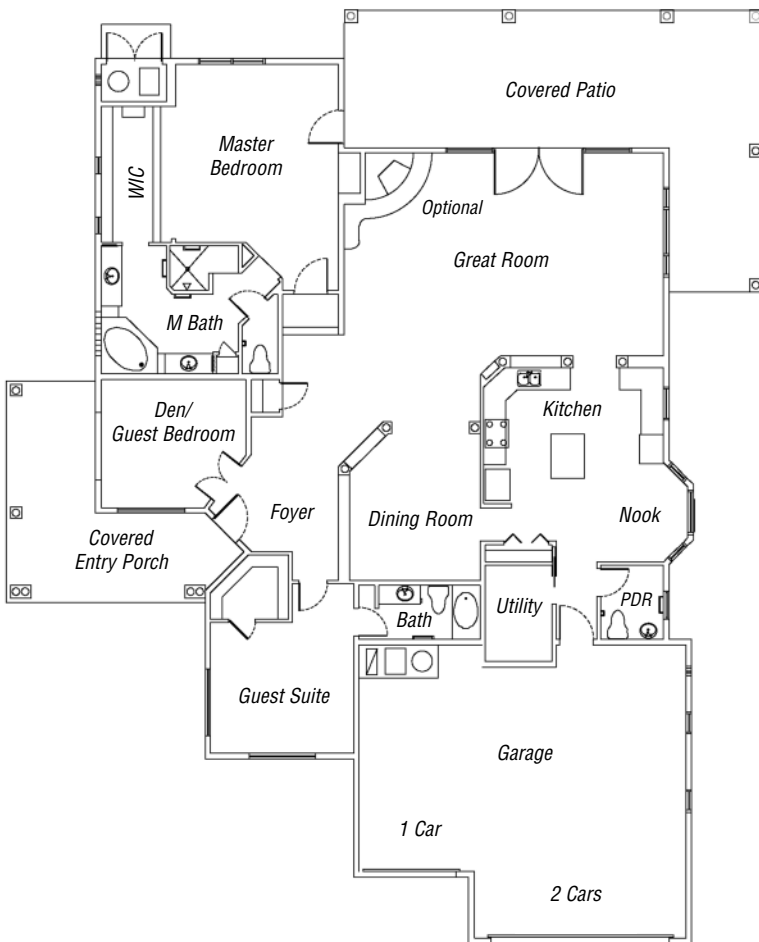 Covered Patio
Master
Bedroom
WIC
Optional
Great Room
M Bath
Den/
Guest Bedroom
Kitchen
Foyer
Dining Room
Nook
Covered
Entry Porch
Bath
Utility
PDR
Guest Suite
Garage
1 Car
2 Cars